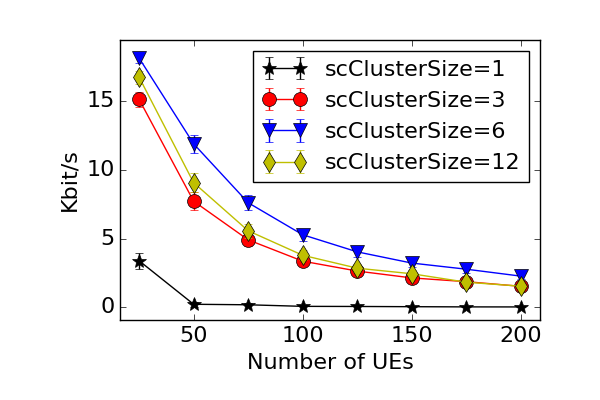 scClusterSize=1
scClusterSize=3
scClusterSize=6
scClusterSize=12
Kbit/s
15
10
5
0
50
100
150
200
Number of UEs